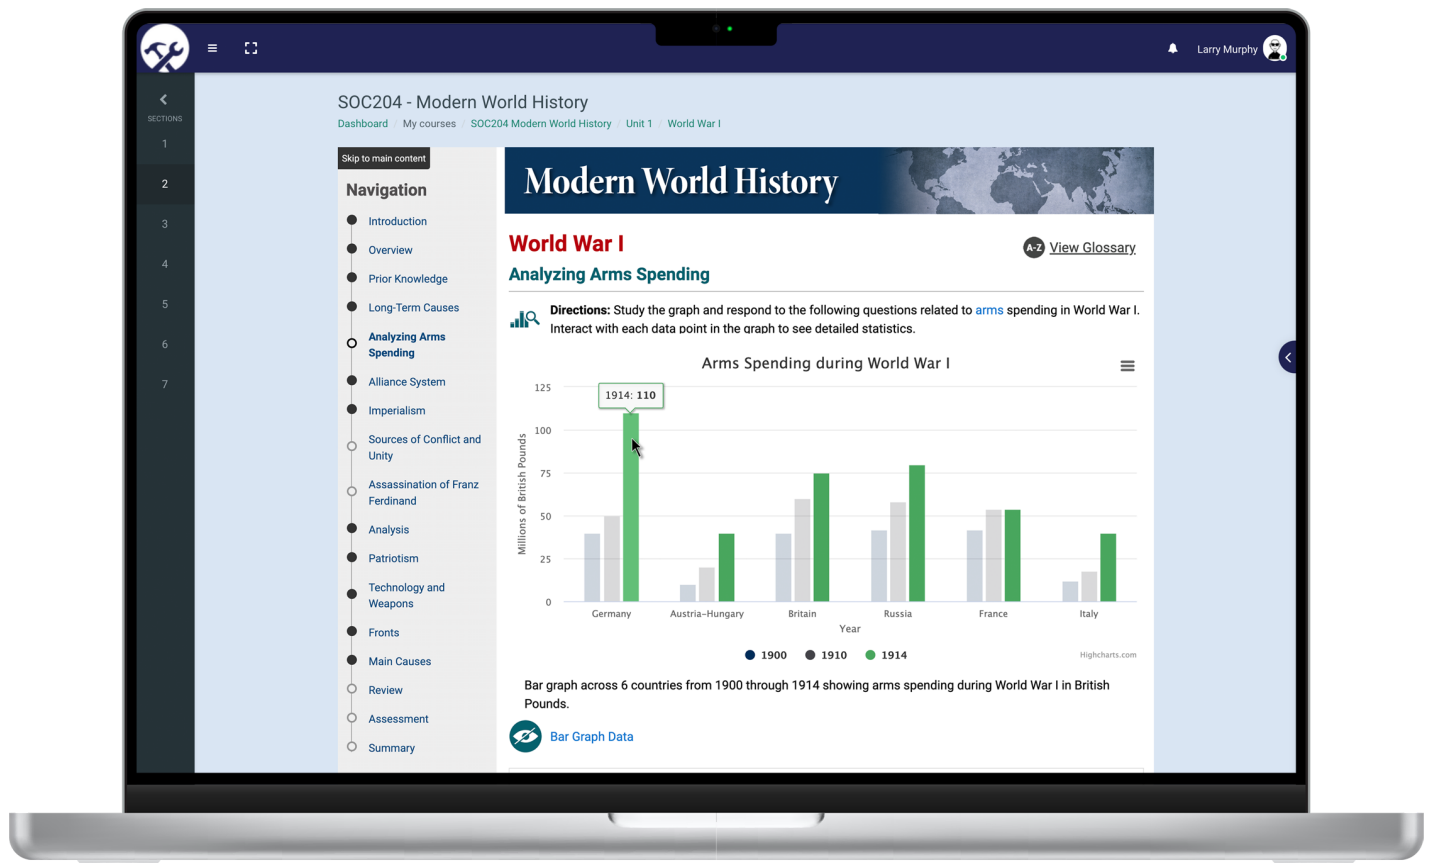 Larry Murphy
SECTIONS
1
2
3
4
5
6
7
SOC204 - Modern World History
Dashboard / My courses / SOC204 Modern World History / Unit 1 / World War I
Skip to main content
Navigation
Introduction
Overview
Prior Knowledge
Long-Term Causes
Analyzing Arms
Spending
Alliance System
Imperialism
Sources of Conflict and
Unity
Assassination of Franz
Ferdinand
Analysis
Patriotism
Technology and
Weapons
Fronts
Main Causes
Review
Assessment
Summary
Modern World History
World War I
A-Z View Glossary
Analyzing Arms Spending
Directions: Study the graph and respond to the following questions related to arms spending in World War I.
Interact with each data point in the graph to see detailed statistics.
Arms Spending during World War I
Millions of British Pounds
125
100
75
50
25
0
1914: 110
Germany Austria-Hungary Britain Russia France Italy
Year
1900 1910 1914
Highcharts.com
Bar graph across 6 countries from 1900 through 1914 showing arms spending during World War I in British
Pounds.
Bar Graph Data